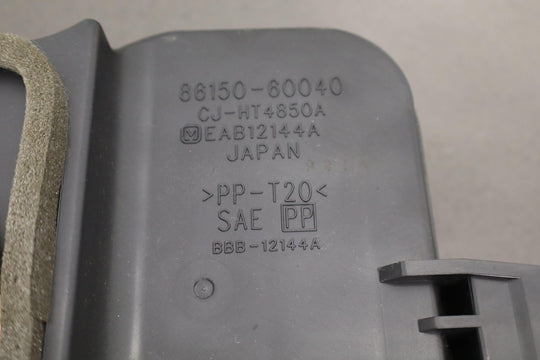 86150-60040
CJ-HT4850A
M EAB12144A
JAPAN
>PP-T20<
SAE PP
BBB-12144A